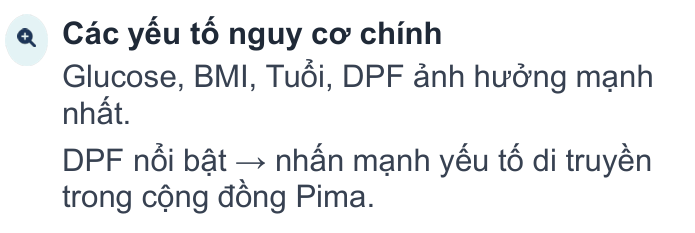 Các yếu tố nguy cơ chính
Glucose, BMI, Tuổi, DPF ảnh hưởng mạnh
nhất.
DPF nổi bật → nhấn mạnh yếu tố di truyền
trong cộng đồng Pima.